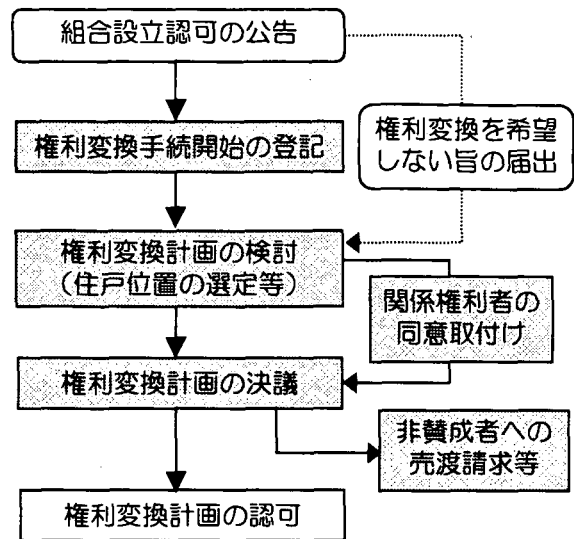 組合設立認可の公告
権利変換を希望
しない旨の届出
権利変換手続開始の登記
権利変換計画の検討
（住戸位置の選定等）
関係権利者の
同意取付け
権利変換計画の決議
非賛成者への
売渡請求等
権利変換計画の認可